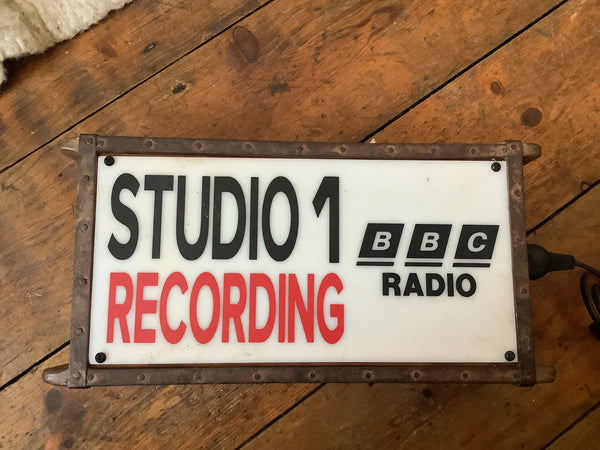 STUDIO 1
RECORDING
BBC
RADIO